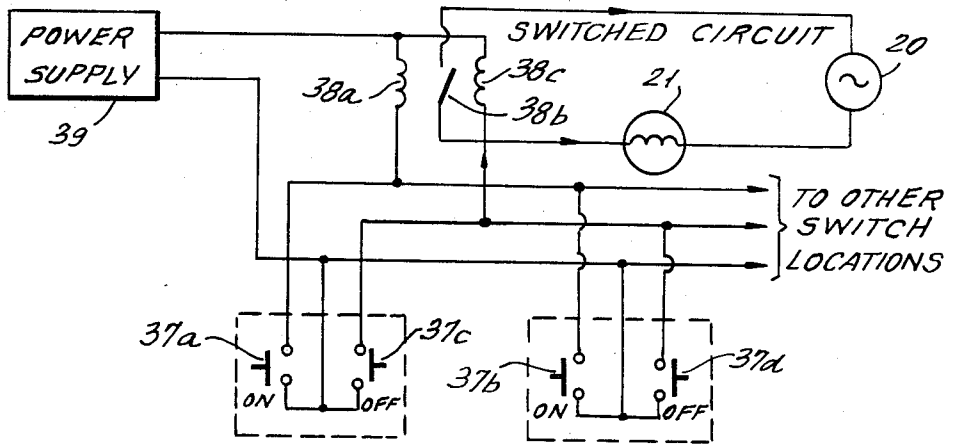 POWER
SUPPLY
39
38a
38c
38b
SWITCHED CIRCUIT
20
21
TO OTHER
SWITCH
LOCATIONS
37a
37c
ON
OFF
37b
37d
ON
OFF